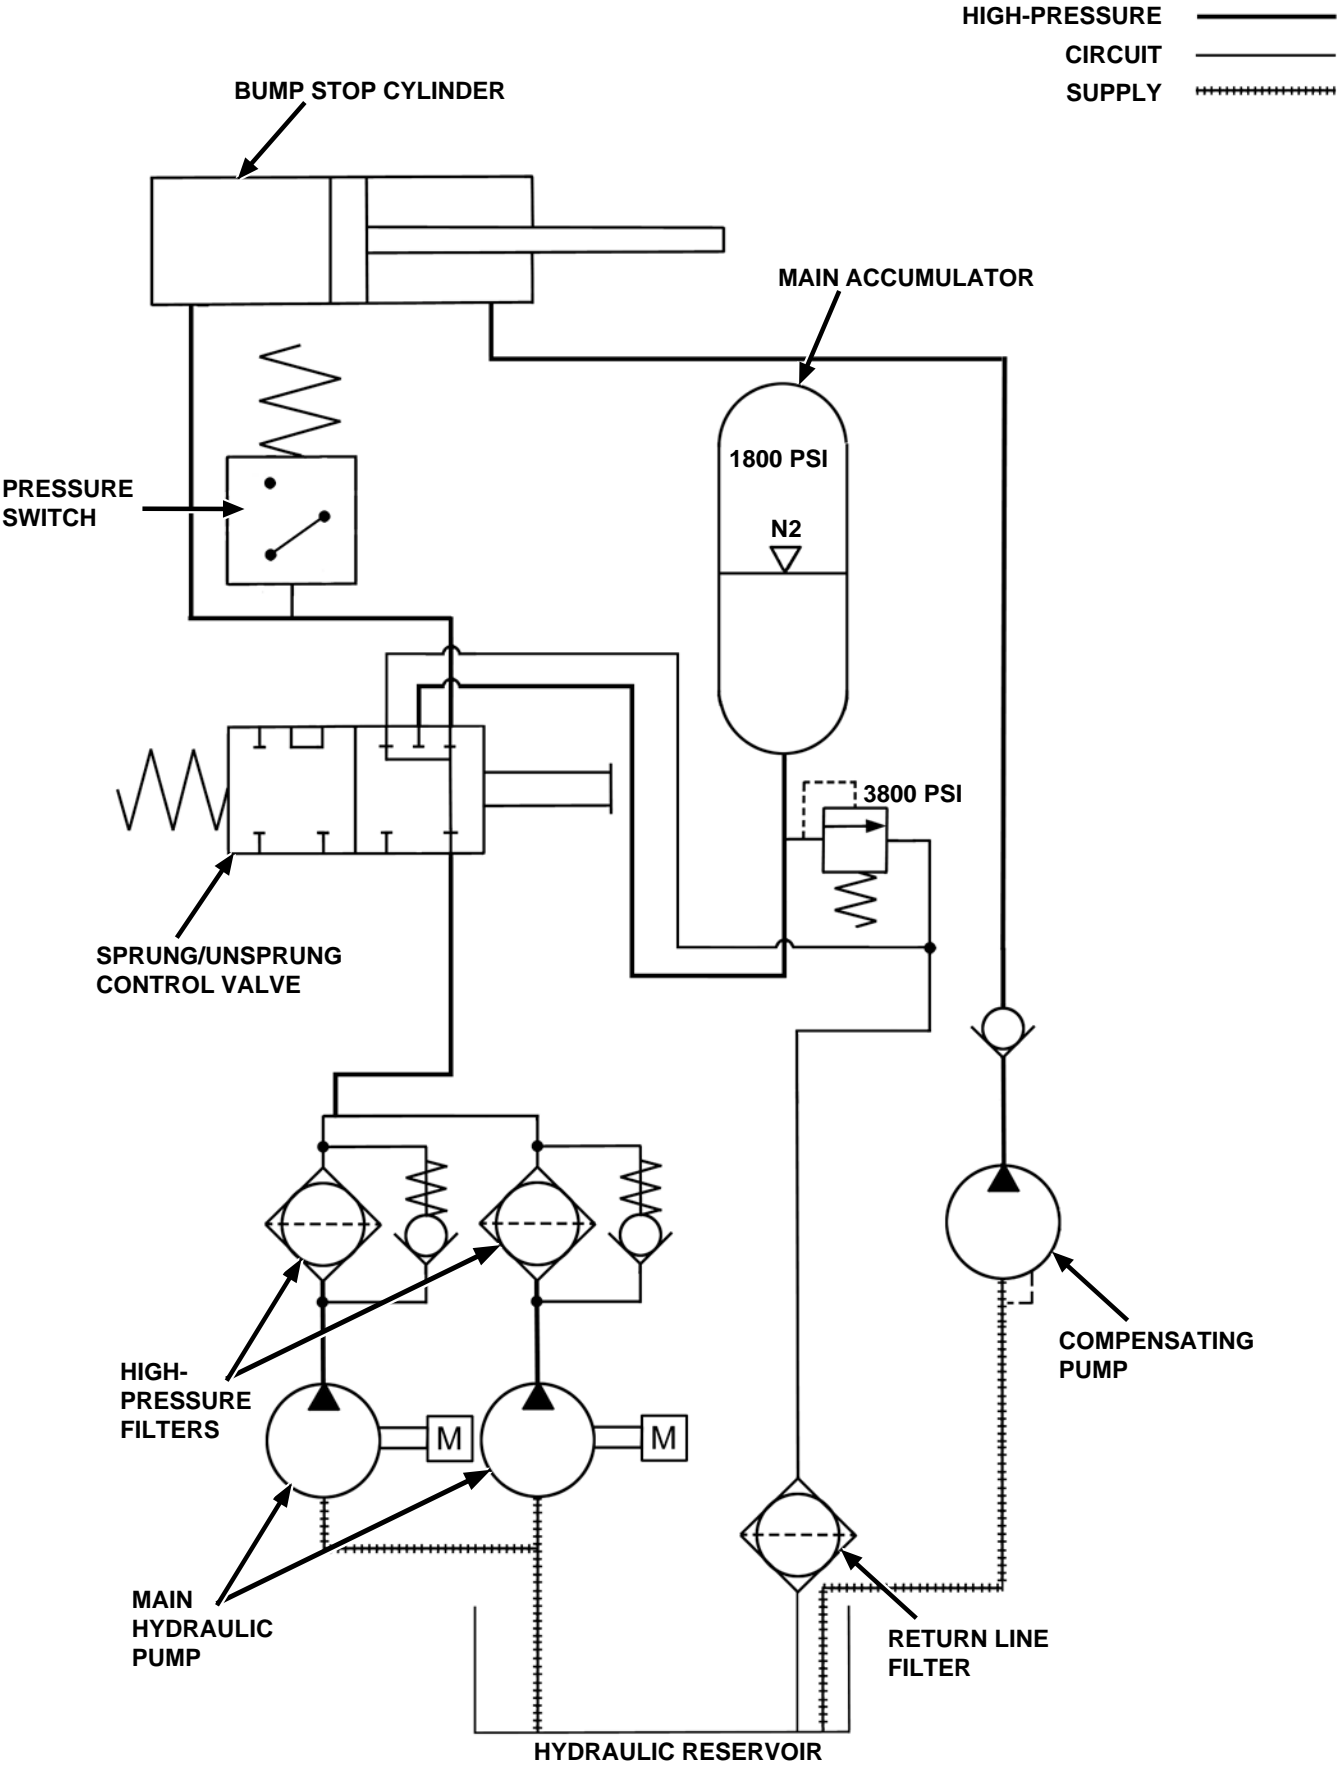 HIGH-PRESSURE
CIRCUIT
SUPPLY
BUMP STOP CYLINDER
MAIN ACCUMULATOR
1800 PSI
N2
PRESSURE
SWITCH
3800 PSI
SPRUNG/UNSPRUNG
CONTROL VALVE
HIGH-
PRESSURE
FILTERS
COMPENSATING
PUMP
M
M
MAIN
HYDRAULIC
PUMP
RETURN LINE
FILTER
HYDRAULIC RESERVOIR